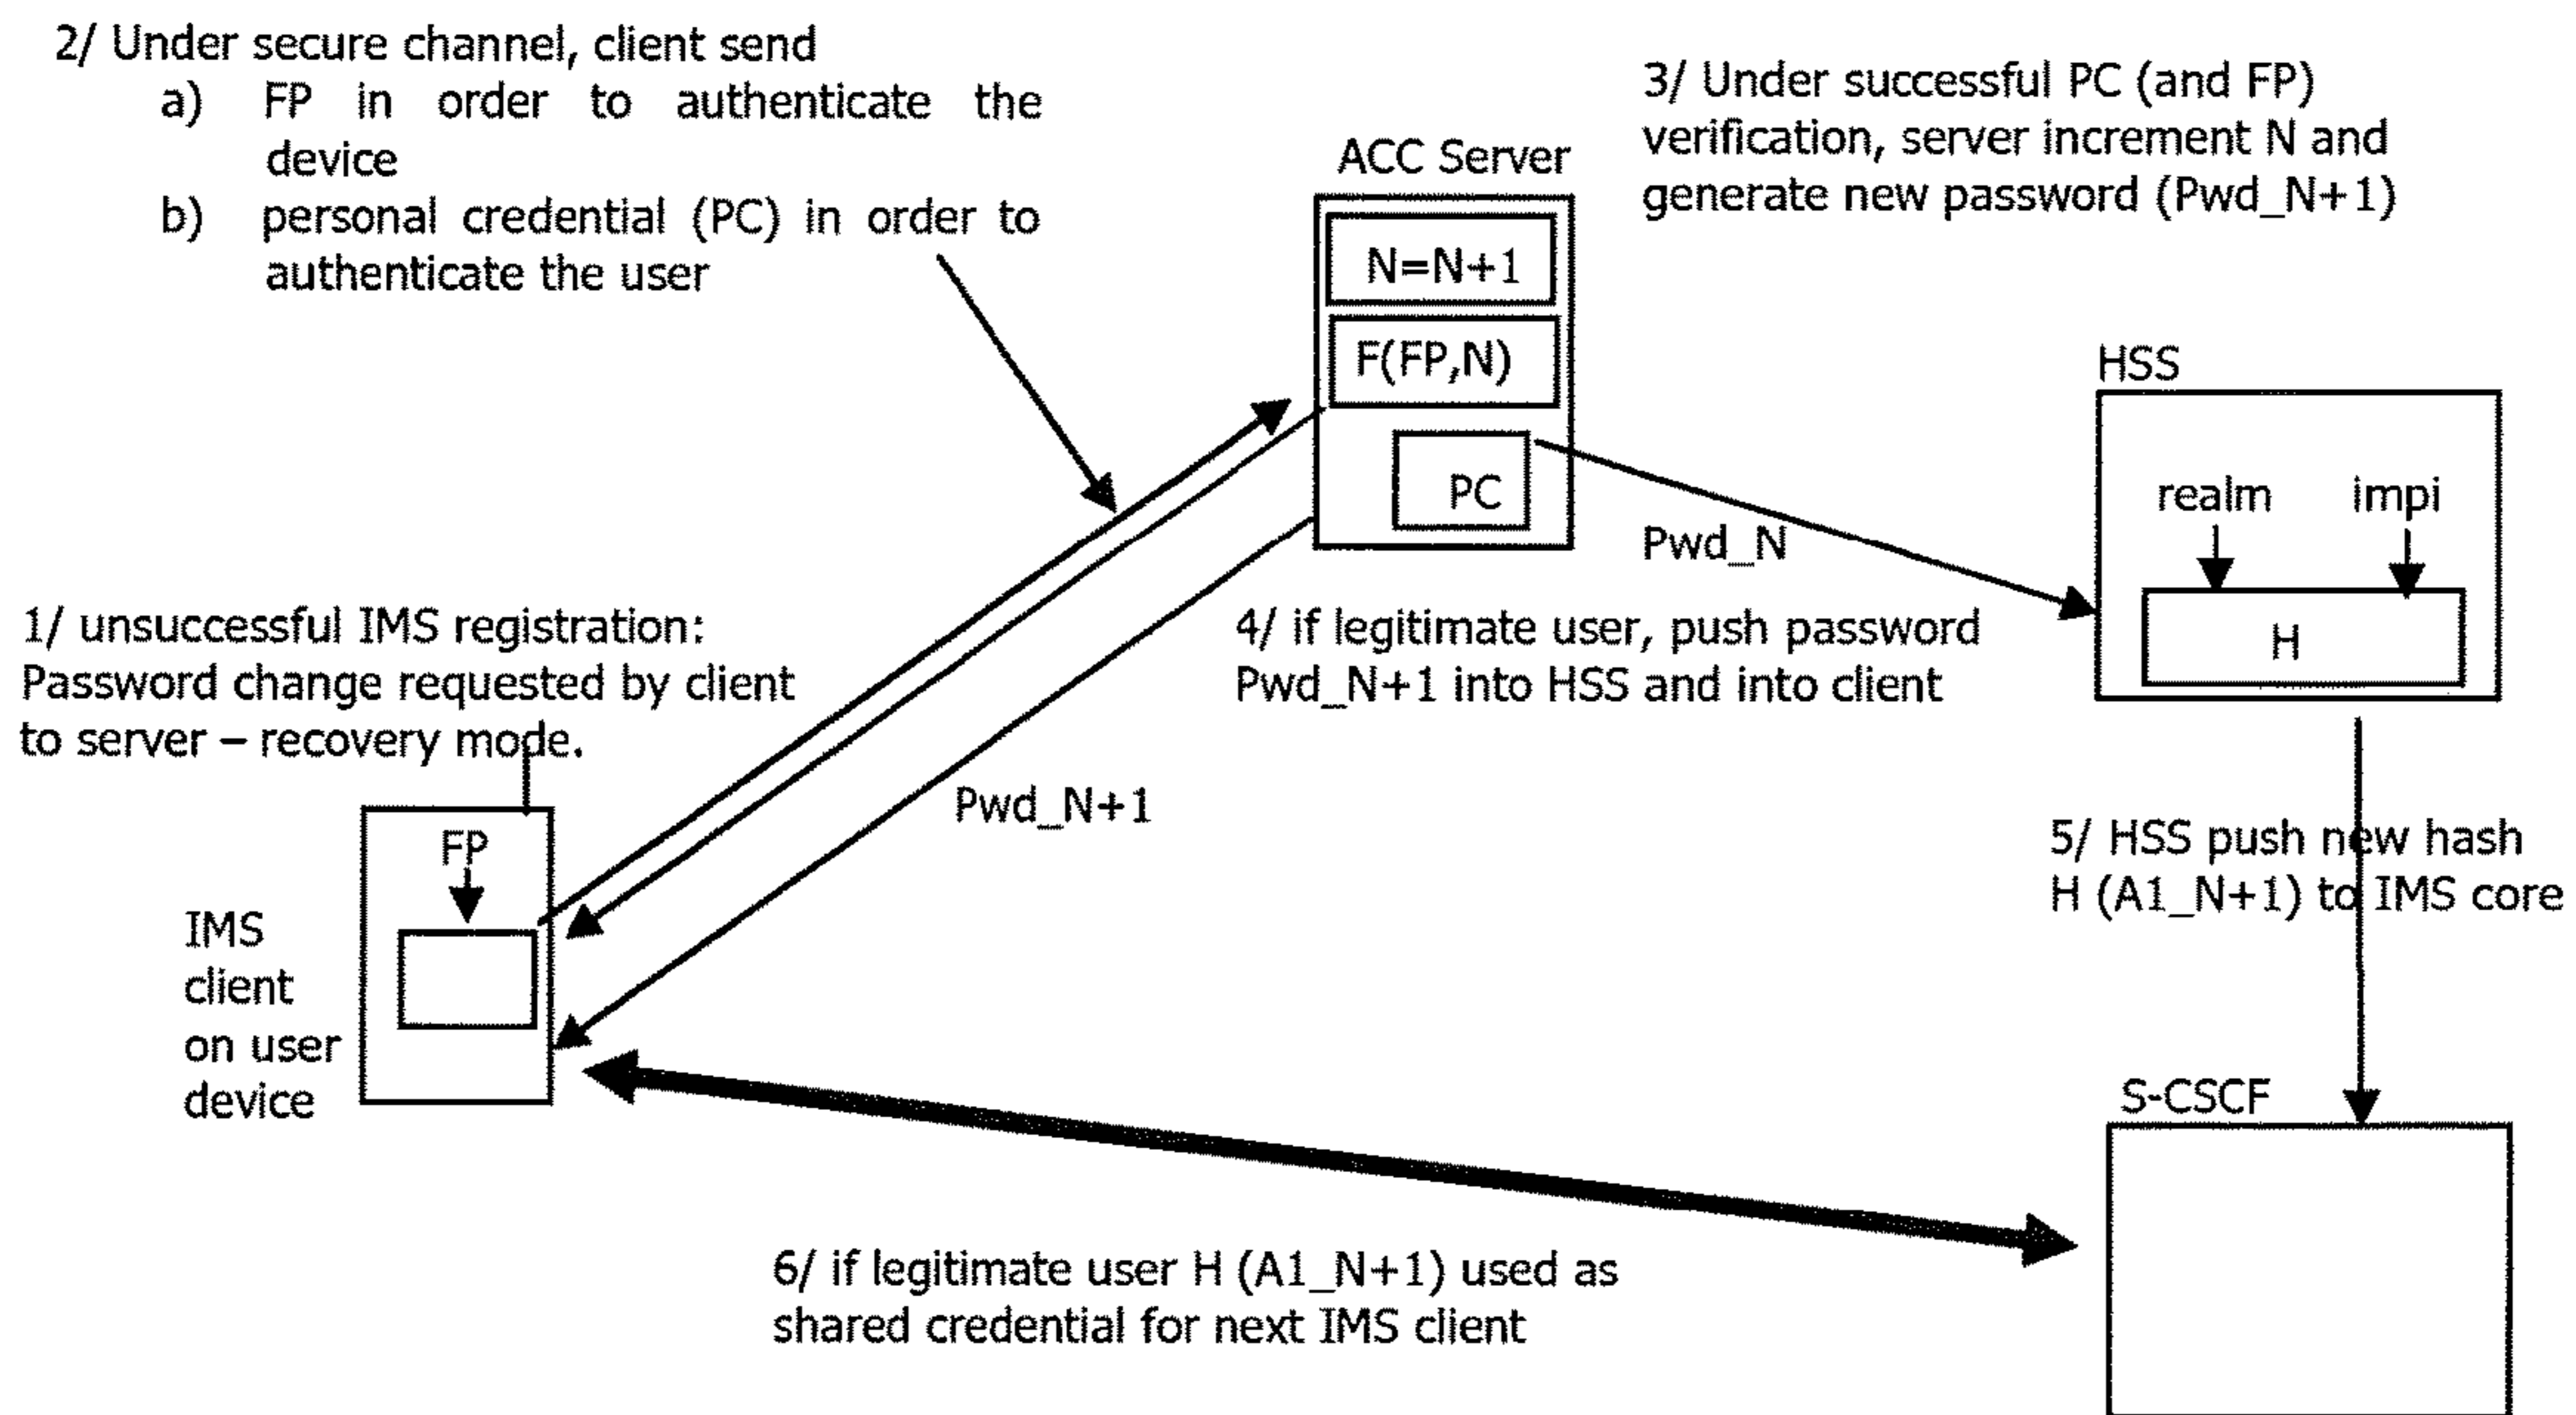 2/ Under secure channel, client send
a) FP in order to authenticate the
device
b) personal credential (PC) in order to
authenticate the user
3/ Under successful PC (and FP)
verification, server increment N and
generate new password (Pwd_N+1)
ACC Server
N=N+1
F(FP,N)
PC
HSS
realm impi
H
Pwd_N
1/ unsuccessful IMS registration:
Password change requested by client
to server – recovery mode.
4/ if legitimate user, push password
Pwd_N+1 into HSS and into client
Pwd_N+1
FP
IMS
client
on user
device
5/ HSS push new hash
H (A1_N+1) to IMS core
S-CSCF
6/ if legitimate user H (A1_N+1) used as
shared credential for next IMS client